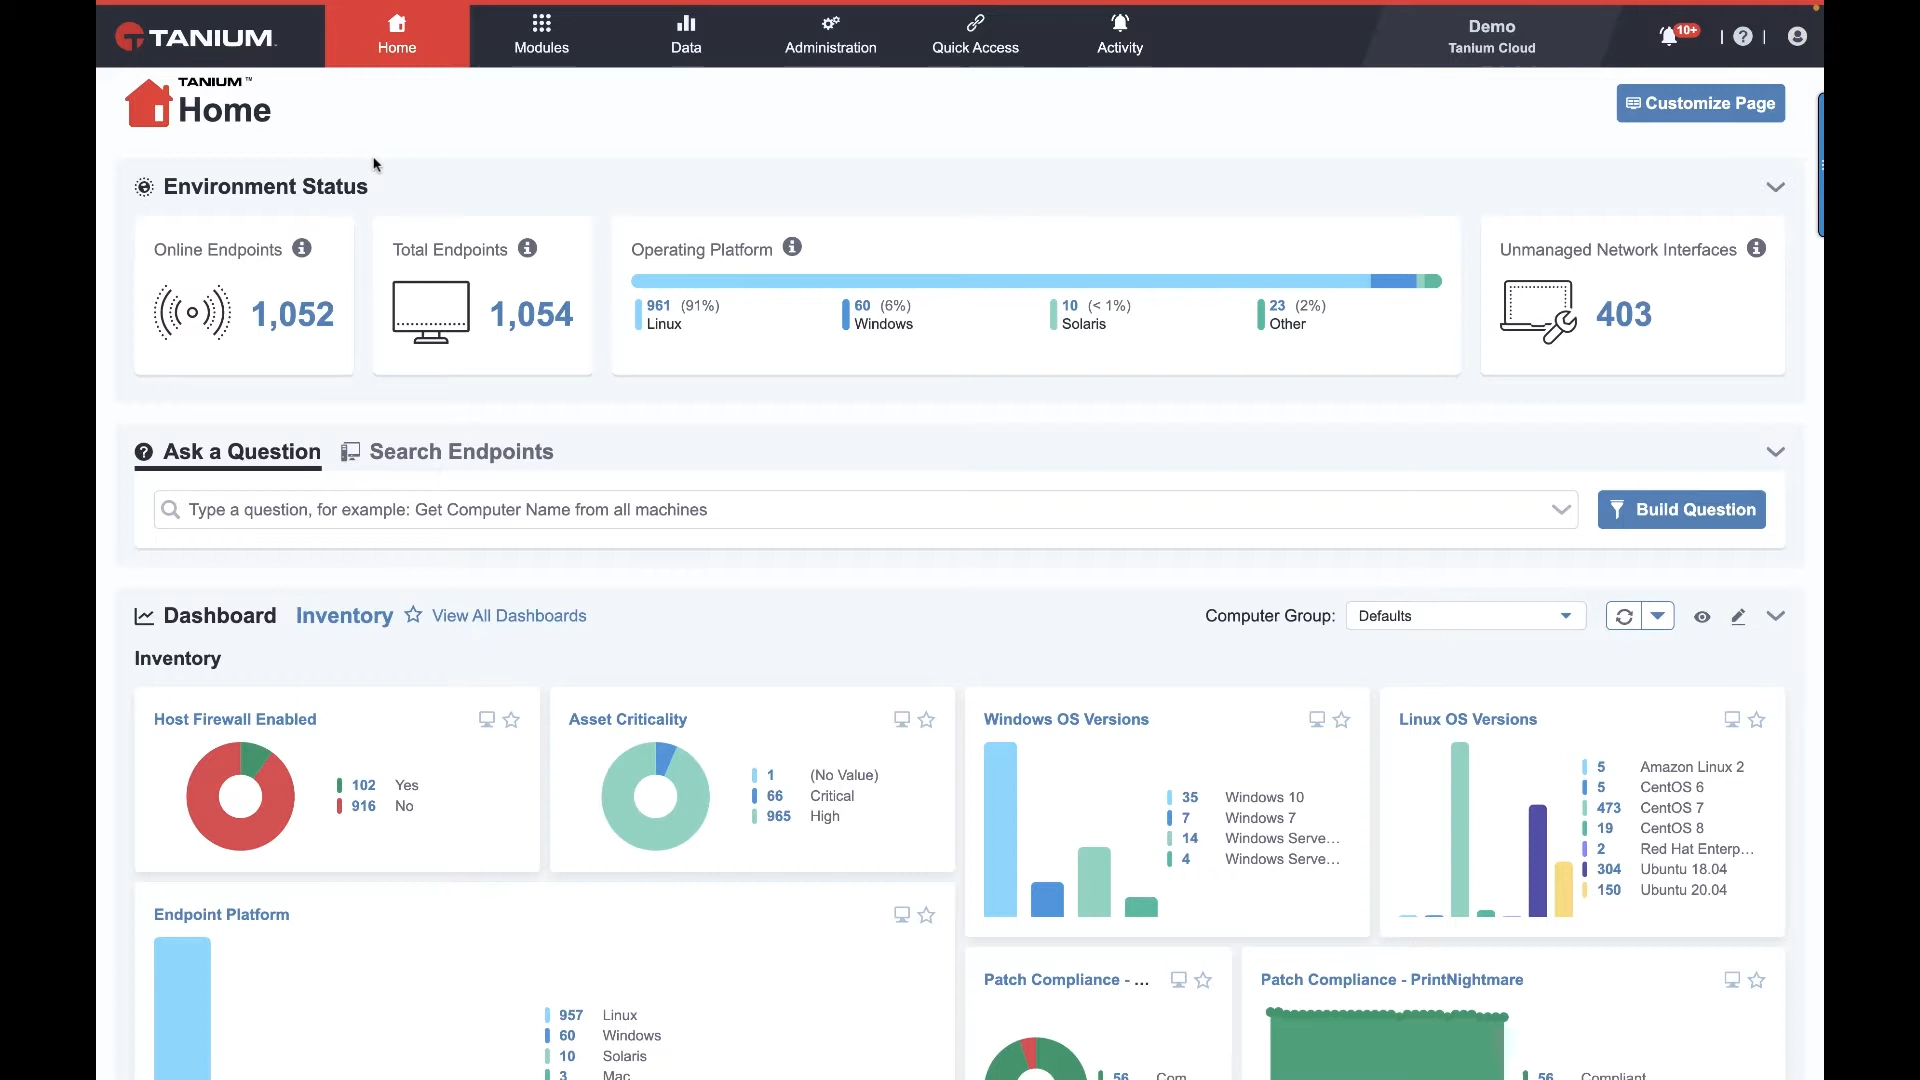 TANIUM
Home
Modules
Data
Administration
Quick Access
Activity
Demo
Tanium Cloud
10+
TANIUM™
Home
Customize Page
Environment Status
Online Endpoints
1,052
Total Endpoints
1,054
Operating Platform
961 (91%)
Linux
60 (6%)
Windows
10 (< 1%)
Solaris
23 (2%)
Other
Unmanaged Network Interfaces
403
Ask a Question
Search Endpoints
Type a question, for example: Get Computer Name from all machines
Build Question
Dashboard
Inventory
View All Dashboards
Computer Group:
Defaults
Inventory
Host Firewall Enabled
102 Yes
916 No
Asset Criticality
1 (No Value)
66 Critical
965 High
Windows OS Versions
35 Windows 10
7 Windows 7
14 Windows Serve...
4 Windows Serve...
Linux OS Versions
5 Amazon Linux 2
5 CentOS 6
473 CentOS 7
19 CentOS 8
2 Red Hat Enterp...
304 Ubuntu 18.04
150 Ubuntu 20.04
Endpoint Platform
957 Linux
60 Windows
10 Solaris
3 Mac
Patch Compliance - ...
56 Com
Patch Compliance - PrintNightmare
56 Compliant